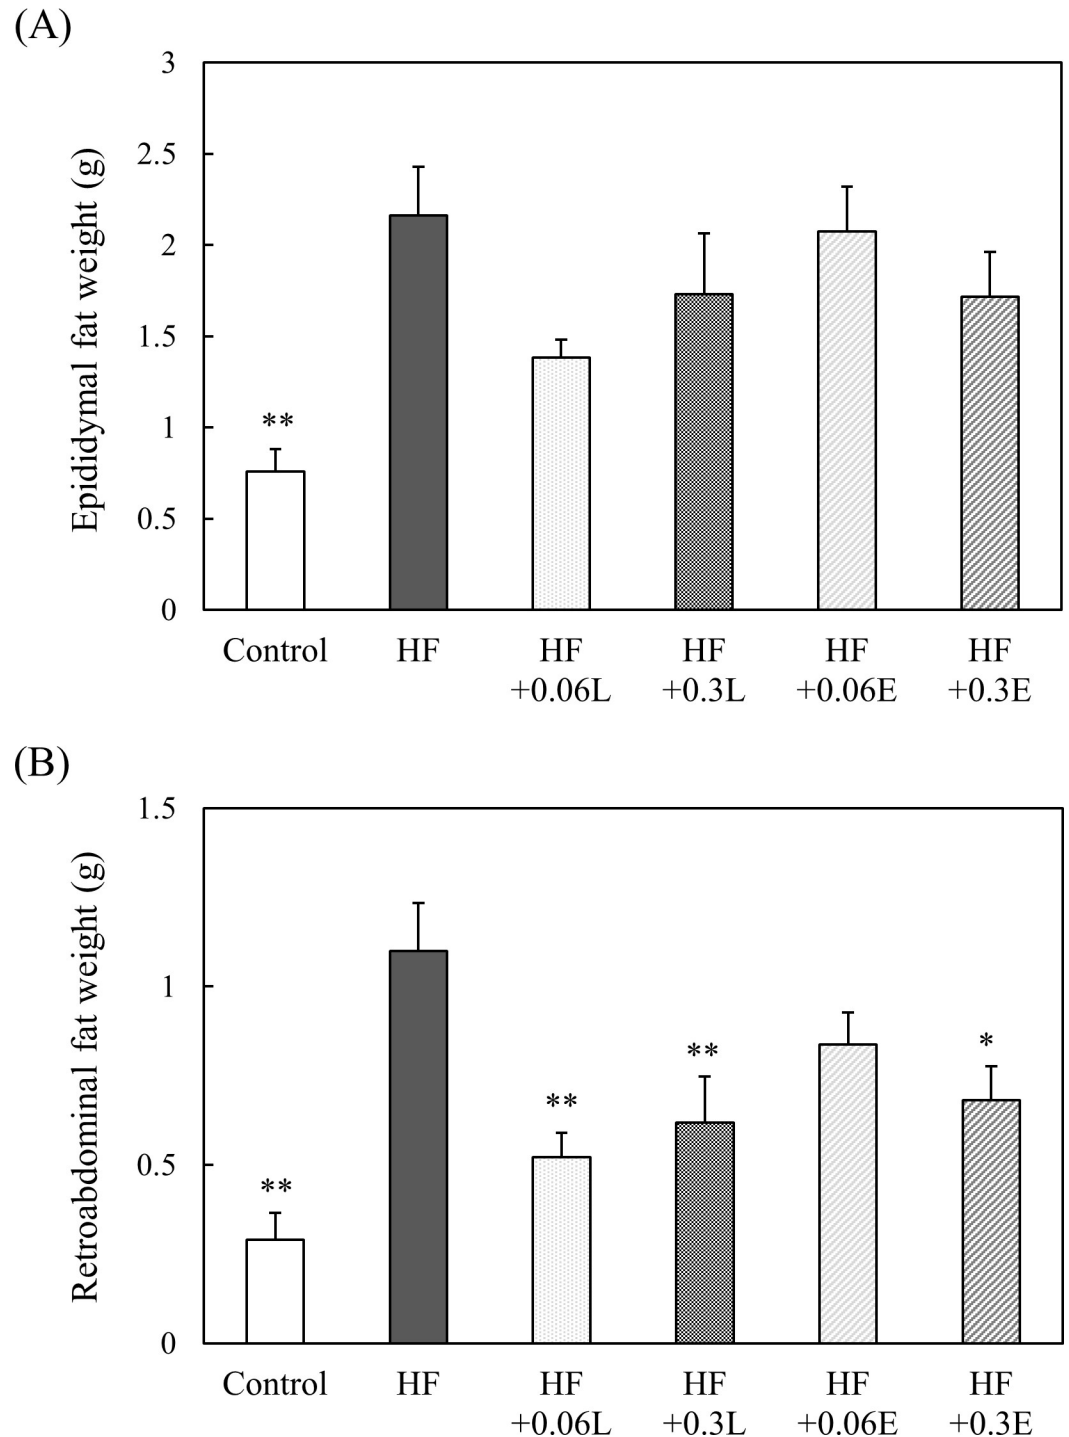 (A)
Epididymal fat weight (g)
3
2.5
2
1.5
1
0.5
0
**
Control HF HF HF HF HF
+0.06L +0.3L +0.06E +0.3E
(B)
Retroabdominal fat weight (g)
1.5
1
0.5
0
**
**
**
*
Control HF HF HF HF HF
+0.06L +0.3L +0.06E +0.3E